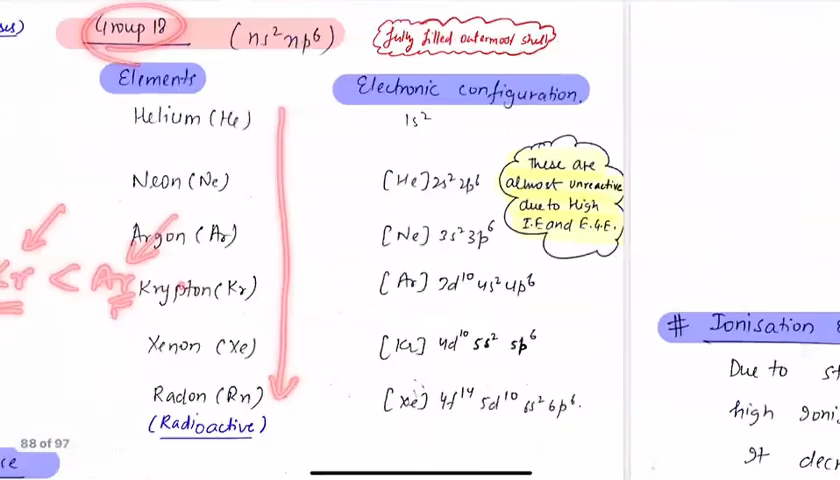 Group 18 (ns²np⁶) fully filled outermost shell
Elements Electronic configuration.
Helium (He) 1s²
Neon (Ne) [He] 2s² 2p⁶
Argon (Ar) [Ne] 3s² 3p⁶
Krypton (Kr) [Ar] 3d¹⁰ 4s² 4p⁶
Xenon (Xe) [Kr] 4d¹⁰ 5s² 5p⁶
Radon (Rn) [Xe] 4f¹⁴ 5d¹⁰ 6s² 6p⁶.
(Radioactive)
These are
almost unreactive
due to High
I.E and E.G.E.
Kr < Ar
88 of 97
# Ionisation
Due to
high
It